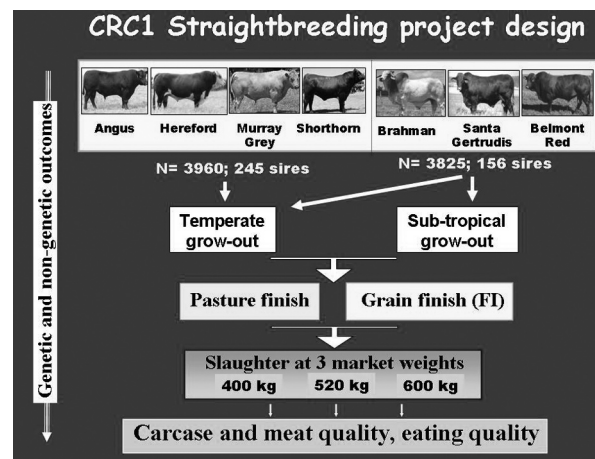 CRC1 Straightbreeding project design
Genetic and non-genetic outcomes
Angus
Hereford
Murray
Grey
Shorthorn
Brahman
Santa
Gertrudis
Belmont
Red
N= 3960; 245 sires
N= 3825; 156 sires
Temperate
grow-out
Sub-tropical
grow-out
Pasture finish
Grain finish (FI)
Slaughter at 3 market weights
400 kg
520 kg
600 kg
Carcase and meat quality, eating quality